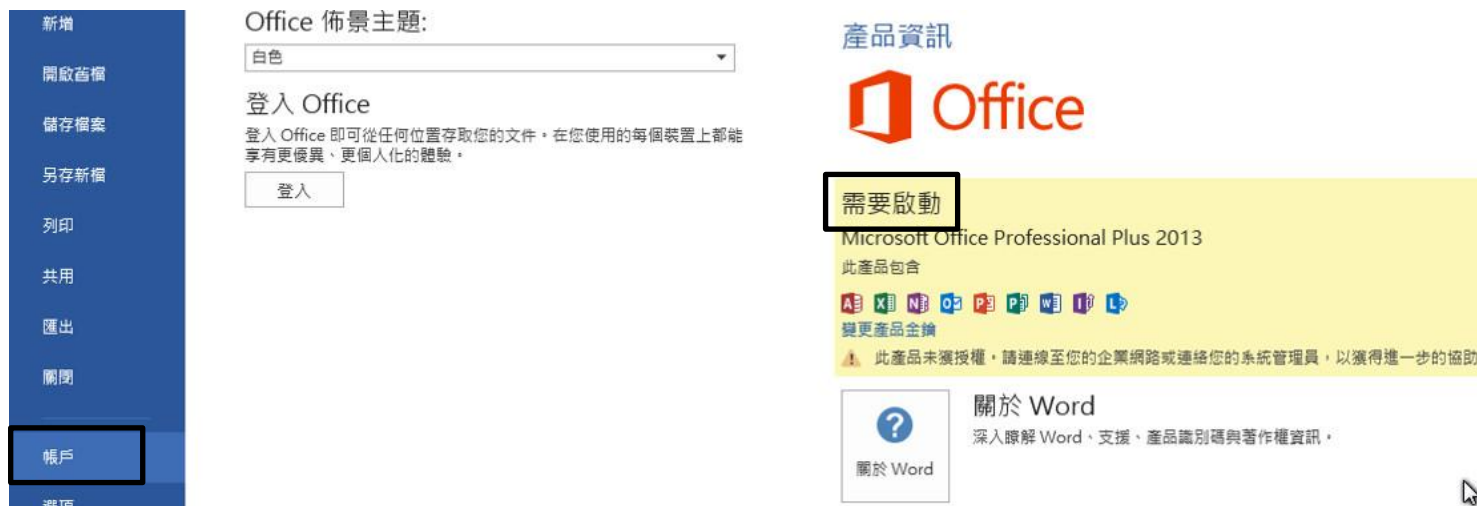 新增
開啟舊檔
儲存檔案
另存新檔
列印
共用
匯出
關閉
帳戶
選項
Office 佈景主題:
白色
登入 Office
登入 Office 即可從任何位置存取您的文件。在您使用的每個裝置上都能
享有更優異、更個人化的體驗。
登入
產品資訊
Office
需要啟動
Microsoft Office Professional Plus 2013
此產品包含
變更產品金鑰
此產品未獲授權。請連線至您的企業網路或連絡您的系統管理員，以獲得進一步的協助
關於 Word
深入瞭解 Word、支援、產品識別碼與著作權資訊。
關於 Word